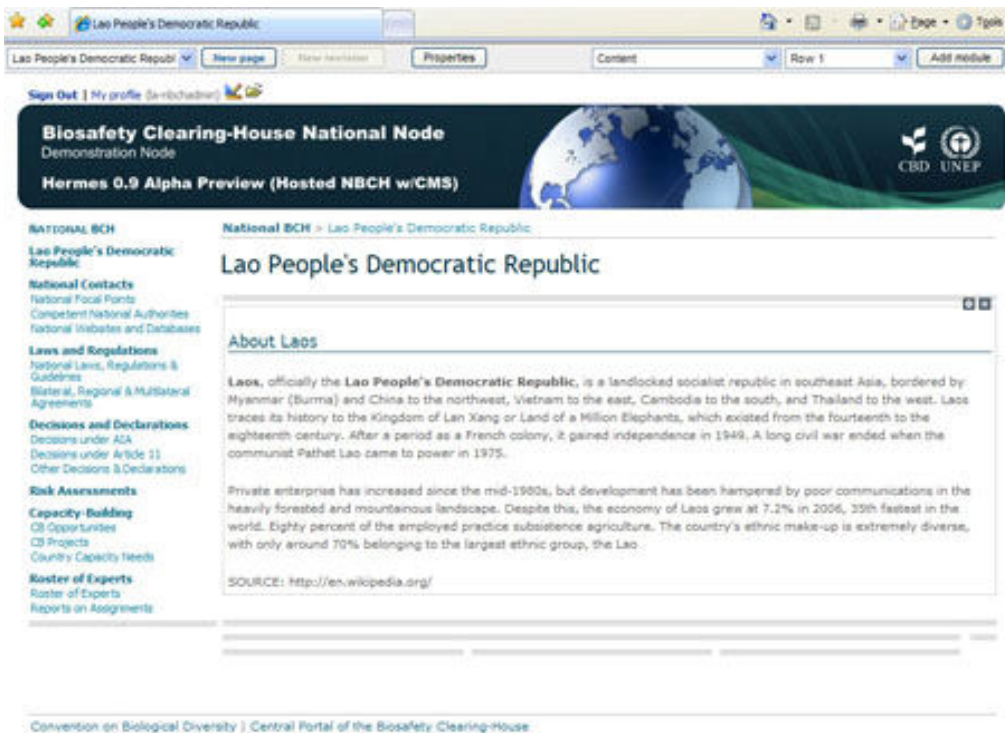 Lao People's Democratic Republic
Page Tools
Lao People's Democratic Republ New page New revision Properties Content Row 1 Add module
Sign Out | My profile
Biosafety Clearing-House National Node
Demonstration Node
Hermes 0.9 Alpha Preview (Hosted NBCH w/CMS)
CBD UNEP
NATIONAL BCH
Lao People's Democratic
Republic
National Contacts
National Focal Points
Competent National Authorities
National Websites and Databases
Laws and Regulations
National Laws, Regulations &
Guidelines
Bilateral, Regional & Multilateral
Agreements
Decisions and Declarations
Decisions under AIA
Decisions under Article 11
Other Decisions & Declarations
Risk Assessments
Capacity-Building
CB Opportunities
CB Projects
Country Capacity Needs
Roster of Experts
Roster of Experts
Reports on Assignments
National BCH > Lao People's Democratic Republic
Lao People's Democratic Republic
About Laos
Laos, officially the Lao People's Democratic Republic, is a landlocked socialist republic in southeast Asia, bordered by
Myanmar (Burma) and China to the northwest, Vietnam to the east, Cambodia to the south, and Thailand to the west. Laos
traces its history to the Kingdom of Lan Xang or Land of a Million Elephants, which existed from the fourteenth to the
eighteenth century. After a period as a French colony, it gained independence in 1949. A long civil war ended when the
communist Pathet Lao came to power in 1975.
Private enterprise has increased since the mid-1980s, but development has been hampered by poor communications in the
heavily forested and mountainous landscape. Despite this, the economy of Laos grew at 7.2% in 2006, 35th fastest in the
world. Eighty percent of the employed practice subsistence agriculture. The country's ethnic make-up is extremely diverse,
with only around 70% belonging to the largest ethnic group, the Lao
SOURCE: http://en.wikipedia.org/
Convention on Biological Diversity | Central Portal of the Biosafety Clearing-House